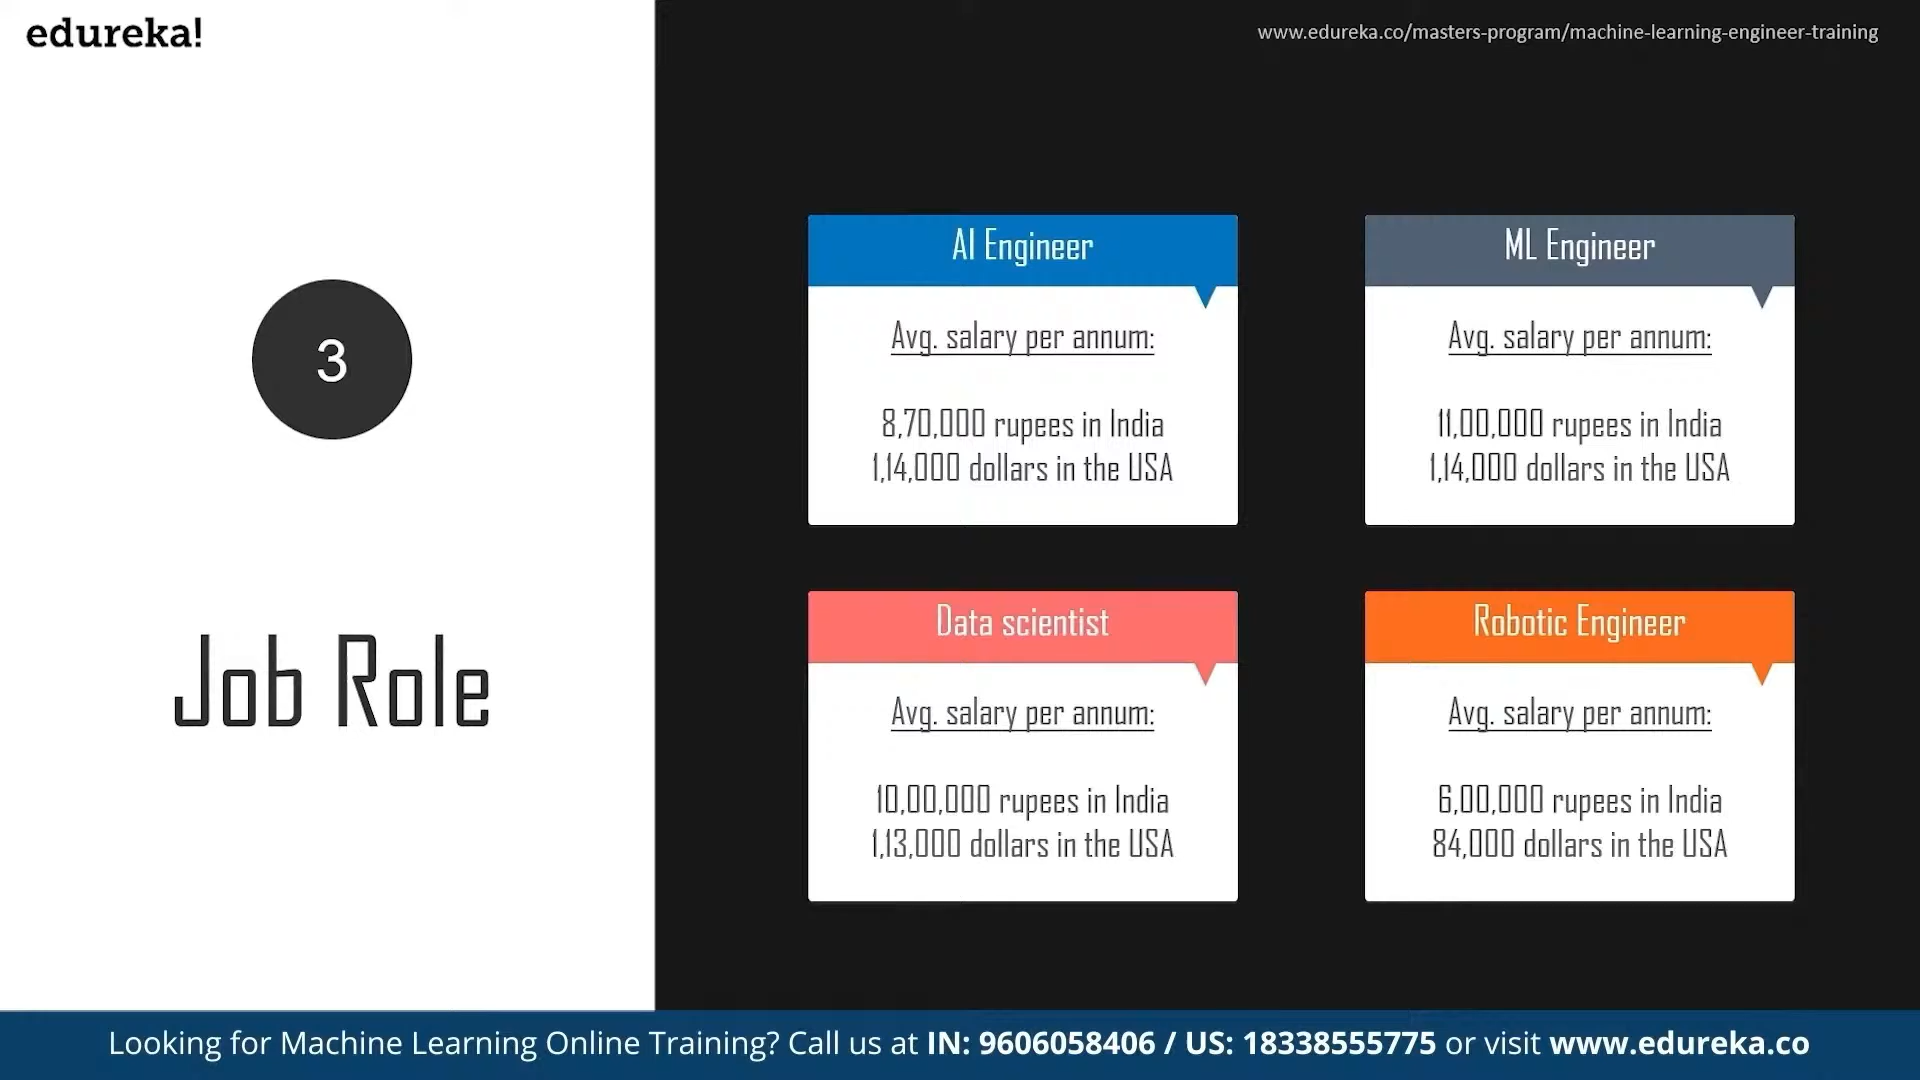 edureka!
www.edureka.co/masters-program/machine-learning-engineer-training
3
Job Role
AI Engineer
Avg. salary per annum:
8,70,000 rupees in India
1,14,000 dollars in the USA
ML Engineer
Avg. salary per annum:
11,00,000 rupees in India
1,14,000 dollars in the USA
Data scientist
Avg. salary per annum:
10,00,000 rupees in India
1,13,000 dollars in the USA
Robotic Engineer
Avg. salary per annum:
6,00,000 rupees in India
84,000 dollars in the USA
Looking for Machine Learning Online Training? Call us at IN: 9606058406 / US: 18338555775 or visit www.edureka.co